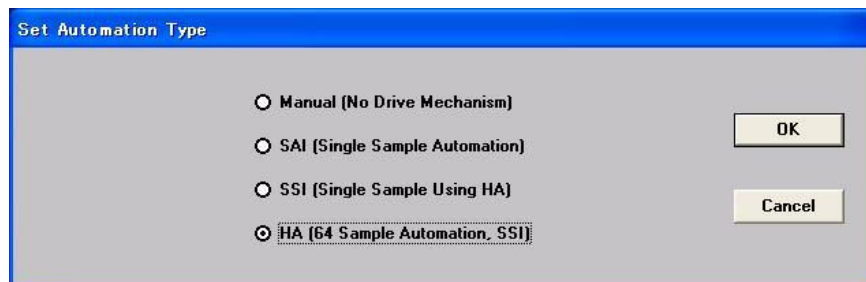 Set Automation Type
Manual (No Drive Mechanism)
SAI (Single Sample Automation)
OK
SSI (Single Sample Using HA)
Cancel
HA (64 Sample Automation, SSI)